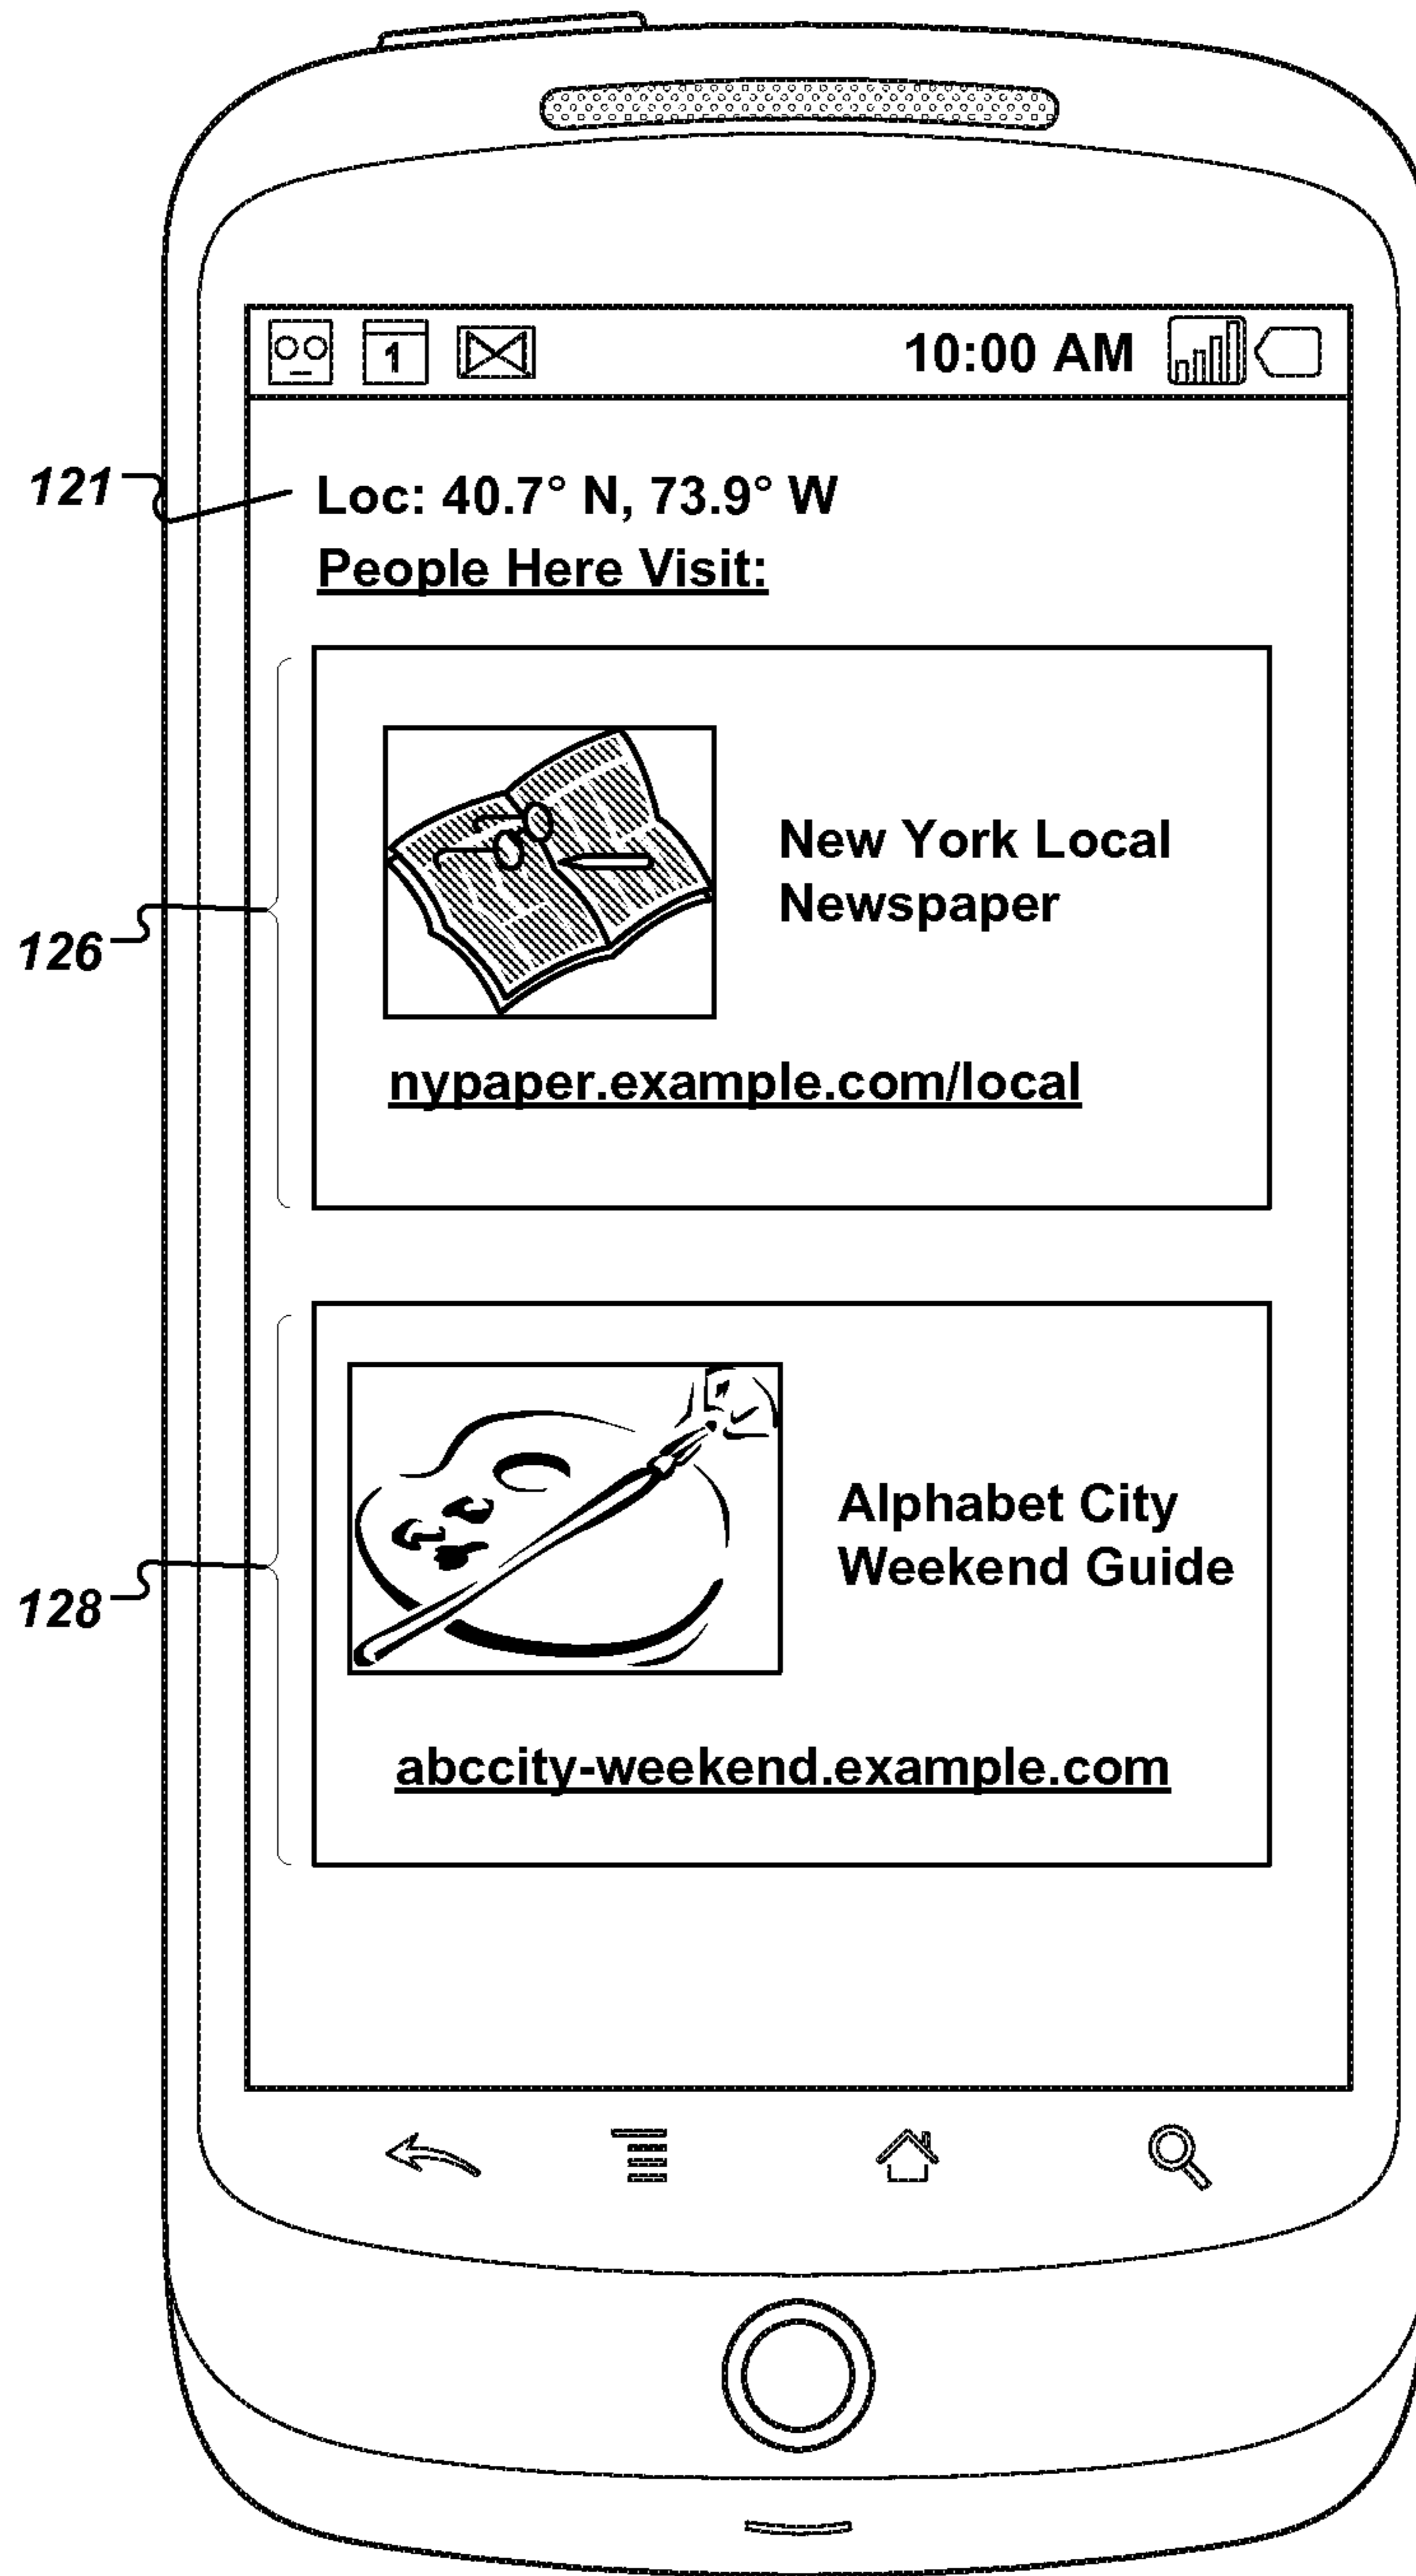 1
10:00 AM
121
Loc: 40.7° N, 73.9° W
People Here Visit:
126
New York Local
Newspaper
nypaper.example.com/local
128
Alphabet City
Weekend Guide
abccity-weekend.example.com